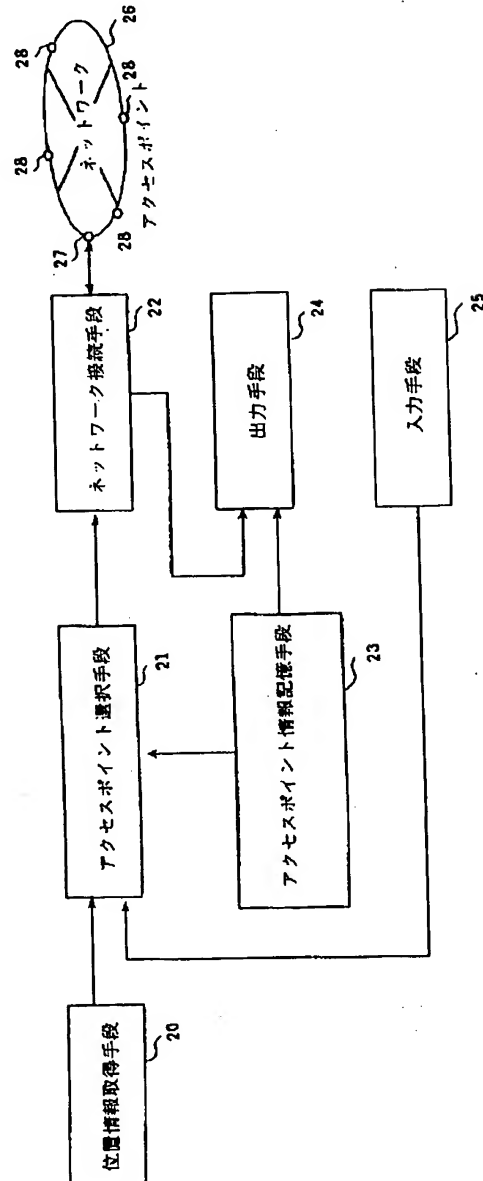 位置情報取得手段
20
アクセスポイント選択手段
21
ネットワーク接続手段
22
アクセスポイント情報記憶手段
23
出力手段
24
入力手段
25
ネットワーク
26
27
アクセスポイント
28
28
28
28